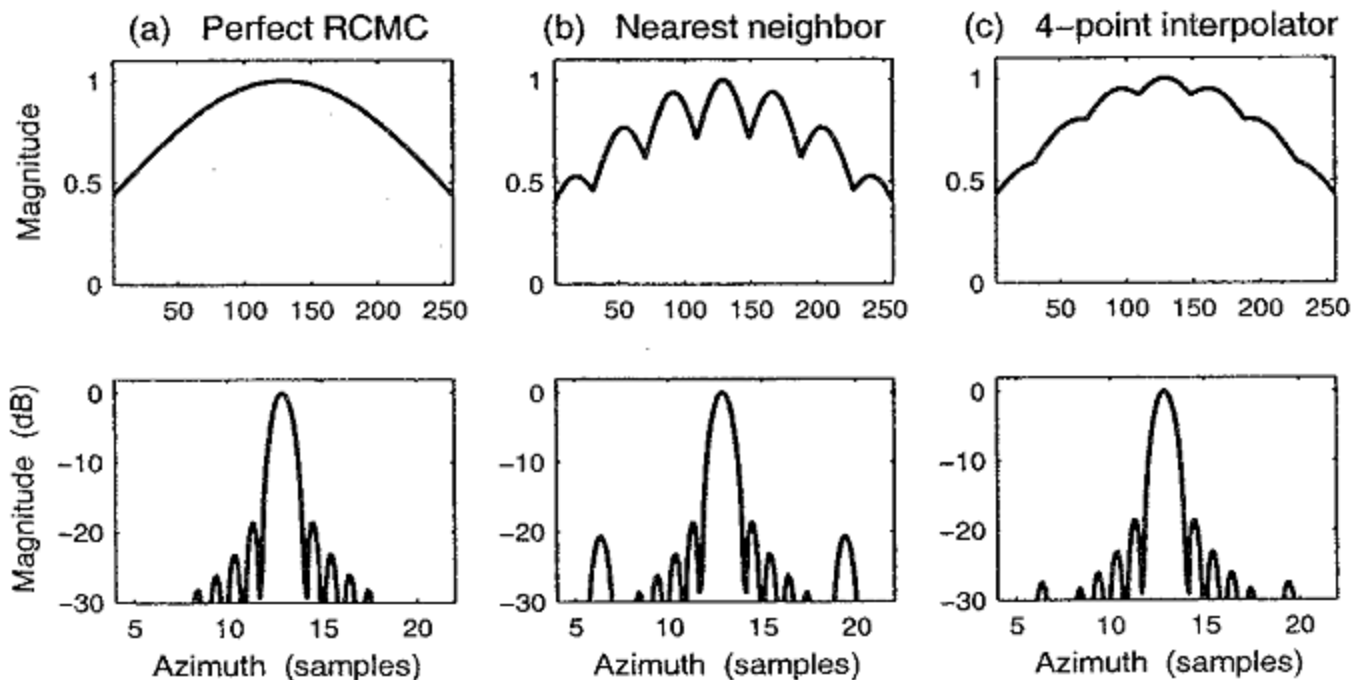 (a) Perfect RCMC
(b) Nearest neighbor
(c) 4-point interpolator
Magnitude
1
0.5
0
50 100 150 200 250
1
0.5
0
50 100 150 200 250
1
0.5
0
50 100 150 200 250
Magnitude (dB)
0
-10
-20
-30
5 10 15 20
Azimuth (samples)
0
-10
-20
-30
5 10 15 20
Azimuth (samples)
0
-10
-20
-30
5 10 15 20
Azimuth (samples)